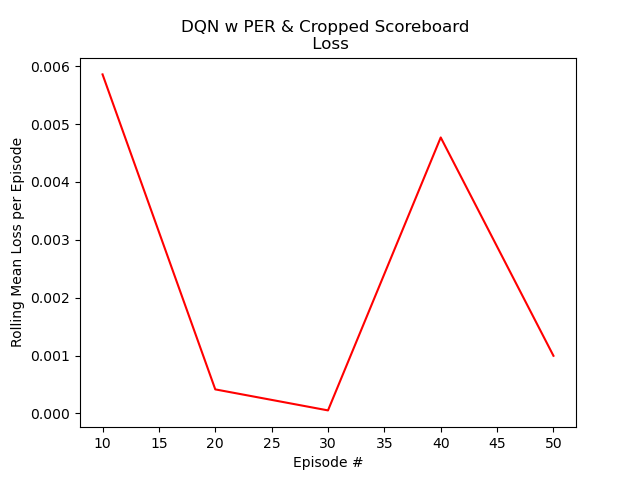 DQN w PER & Cropped Scoreboard
Loss
0.006
0.005
0.004
0.003
0.002
0.001
0.000
Rolling Mean Loss per Episode
10 15 20 25 30 35 40 45 50
Episode #